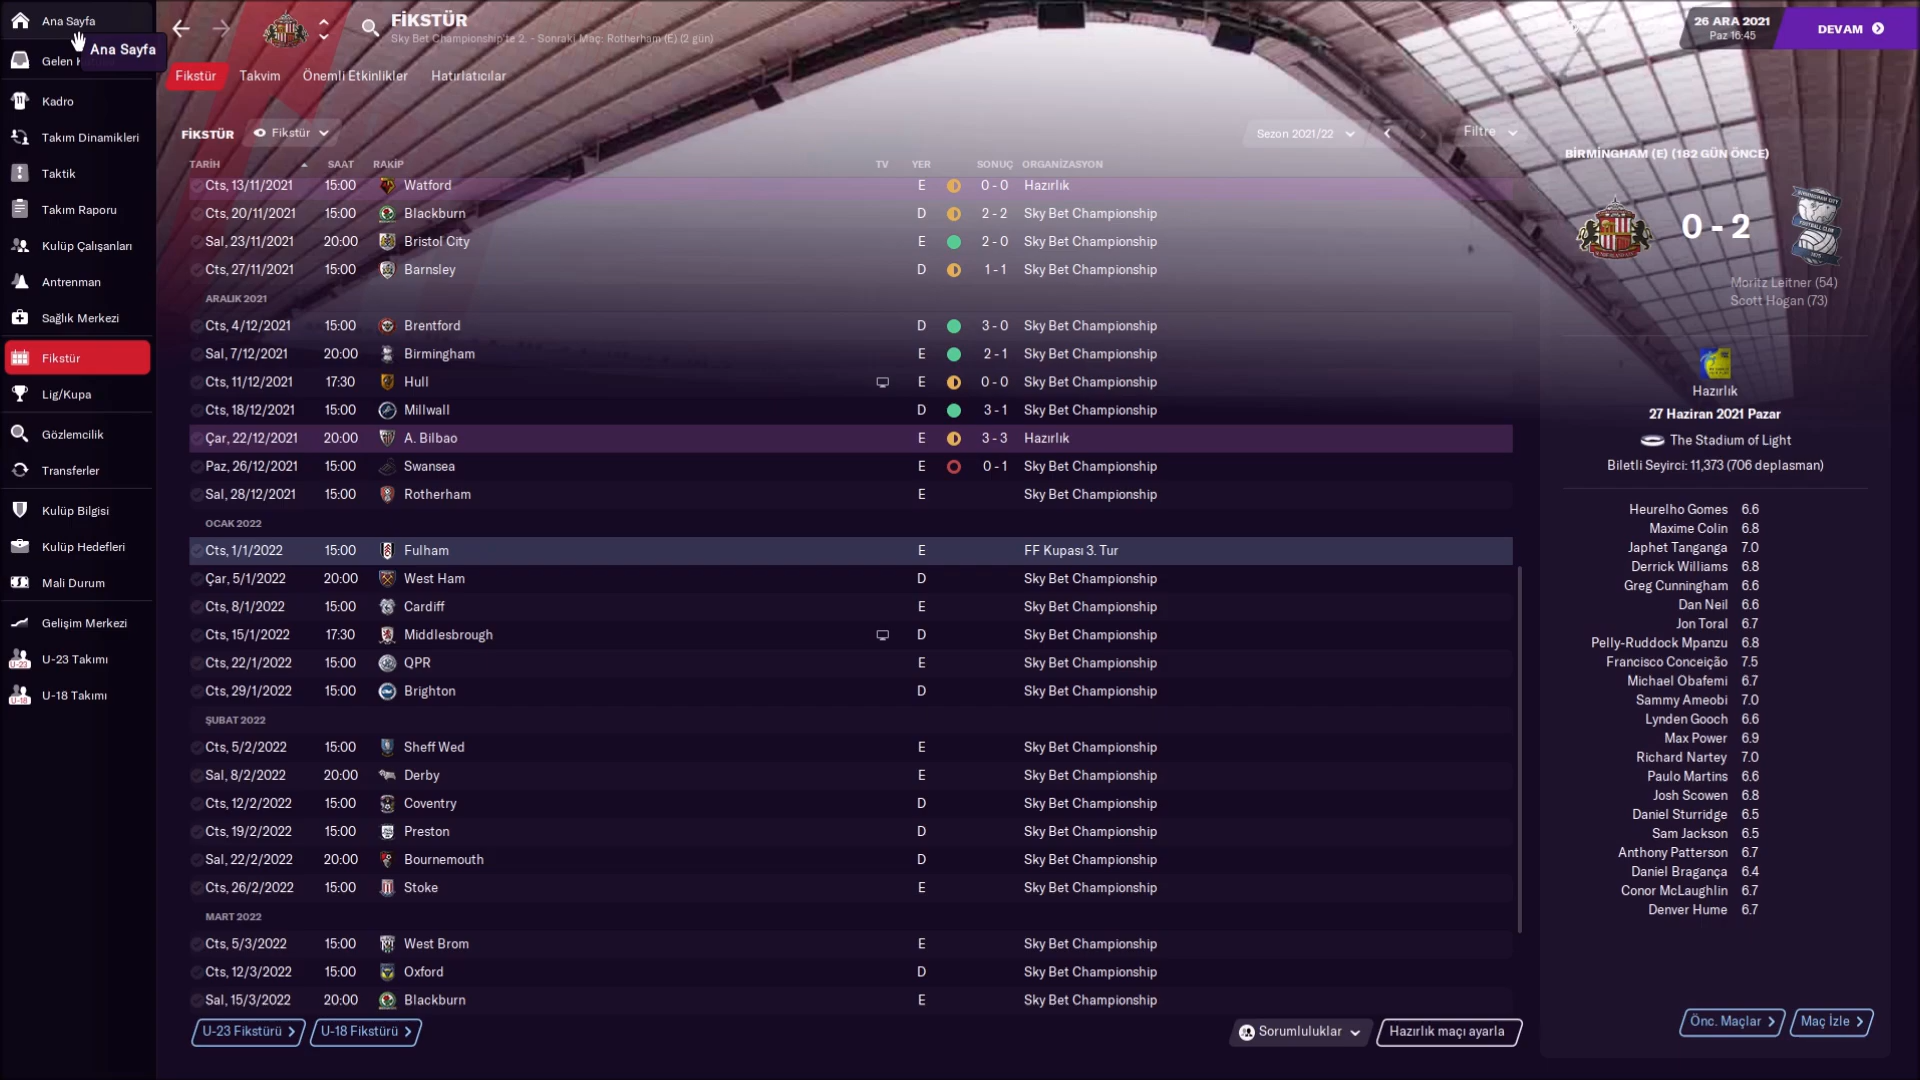 Ana Sayfa
Ana Sayfa
Gelen
Kadro
Takım Dinamikleri
Taktik
Takım Raporu
Kulüp Çalışanları
Antrenman
Sağlık Merkezi
Fikstür
Lig/Kupa
Gözlemcilik
Transferler
Kulüp Bilgisi
Kulüp Hedefleri
Mali Durum
Gelişim Merkezi
U-23 Takımı
U-18 Takımı
FİKSTÜR
Sky Bet Championship'te 2. - Sonraki Maç: Rotherham (E) (2 gün)
26 ARA 2021
Paz 16:45
DEVAM
Fikstür Takvim Önemli Etkinlikler Hatırlatıcılar
FİKSTÜR Fikstür Sezon 2021/22 Filtre
TARİH SAAT RAKİP TV YER SONUÇ ORGANİZASYON
Cts, 13/11/2021 15:00 Watford E 0 - 0 Hazırlık
Cts, 20/11/2021 15:00 Blackburn D 2 - 2 Sky Bet Championship
Sal, 23/11/2021 20:00 Bristol City E 2 - 0 Sky Bet Championship
Cts, 27/11/2021 15:00 Barnsley D 1 - 1 Sky Bet Championship
ARALIK 2021
Cts, 4/12/2021 15:00 Brentford D 3 - 0 Sky Bet Championship
Sal, 7/12/2021 20:00 Birmingham E 2 - 1 Sky Bet Championship
Cts, 11/12/2021 17:30 Hull E 0 - 0 Sky Bet Championship
Cts, 18/12/2021 15:00 Millwall D 3 - 1 Sky Bet Championship
Çar, 22/12/2021 20:00 A. Bilbao E 3 - 3 Hazırlık
Paz, 26/12/2021 15:00 Swansea E 0 - 1 Sky Bet Championship
Sal, 28/12/2021 15:00 Rotherham E Sky Bet Championship
OCAK 2022
Cts, 1/1/2022 15:00 Fulham E FF Kupası 3. Tur
Çar, 5/1/2022 20:00 West Ham D Sky Bet Championship
Cts, 8/1/2022 15:00 Cardiff E Sky Bet Championship
Cts, 15/1/2022 17:30 Middlesbrough D Sky Bet Championship
Cts, 22/1/2022 15:00 QPR E Sky Bet Championship
Cts, 29/1/2022 15:00 Brighton D Sky Bet Championship
ŞUBAT 2022
Cts, 5/2/2022 15:00 Sheff Wed E Sky Bet Championship
Sal, 8/2/2022 20:00 Derby E Sky Bet Championship
Cts, 12/2/2022 15:00 Coventry D Sky Bet Championship
Cts, 19/2/2022 15:00 Preston D Sky Bet Championship
Sal, 22/2/2022 20:00 Bournemouth D Sky Bet Championship
Cts, 26/2/2022 15:00 Stoke E Sky Bet Championship
MART 2022
Cts, 5/3/2022 15:00 West Brom E Sky Bet Championship
Cts, 12/3/2022 15:00 Oxford D Sky Bet Championship
Sal, 15/3/2022 20:00 Blackburn E Sky Bet Championship
U-23 Fikstürü U-18 Fikstürü Sorumluluklar Hazırlık maçı ayarla
BİRMİNGHAM (E) (182 GÜN ÖNCE)
0 - 2
Moritz Leitner (54)
Scott Hogan (73)
Hazırlık
27 Haziran 2021 Pazar
The Stadium of Light
Biletli Seyirci: 11,373 (706 deplasman)
Heurelho Gomes 6.6
Maxime Colin 6.8
Japhet Tanganga 7.0
Derrick Williams 6.8
Greg Cunningham 6.6
Dan Neil 6.6
Jon Toral 6.7
Pelly-Ruddock Mpanzu 6.8
Francisco Conceição 7.5
Michael Obafemi 6.7
Sammy Ameobi 7.0
Lynden Gooch 6.6
Max Power 6.9
Richard Nartey 7.0
Paulo Martins 6.6
Josh Scowen 6.8
Daniel Sturridge 6.5
Sam Jackson 6.5
Anthony Patterson 6.7
Daniel Bragança 6.4
Conor McLaughlin 6.7
Denver Hume 6.7
Önc. Maçlar Maç İzle